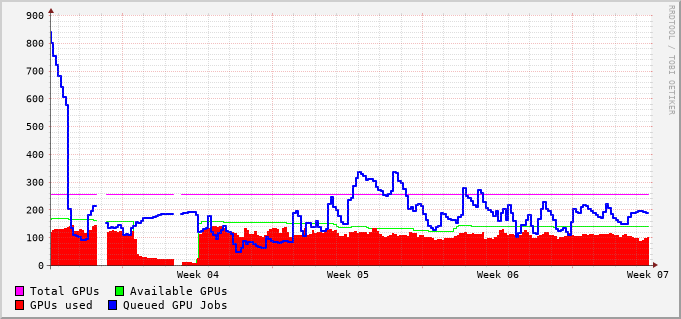 900
800
700
600
500
400
300
200
100
0
Week 04 Week 05 Week 06 Week 07
Total GPUs Available GPUs
GPUs used Queued GPU Jobs
RRDTOOL / TOBI OETIKER